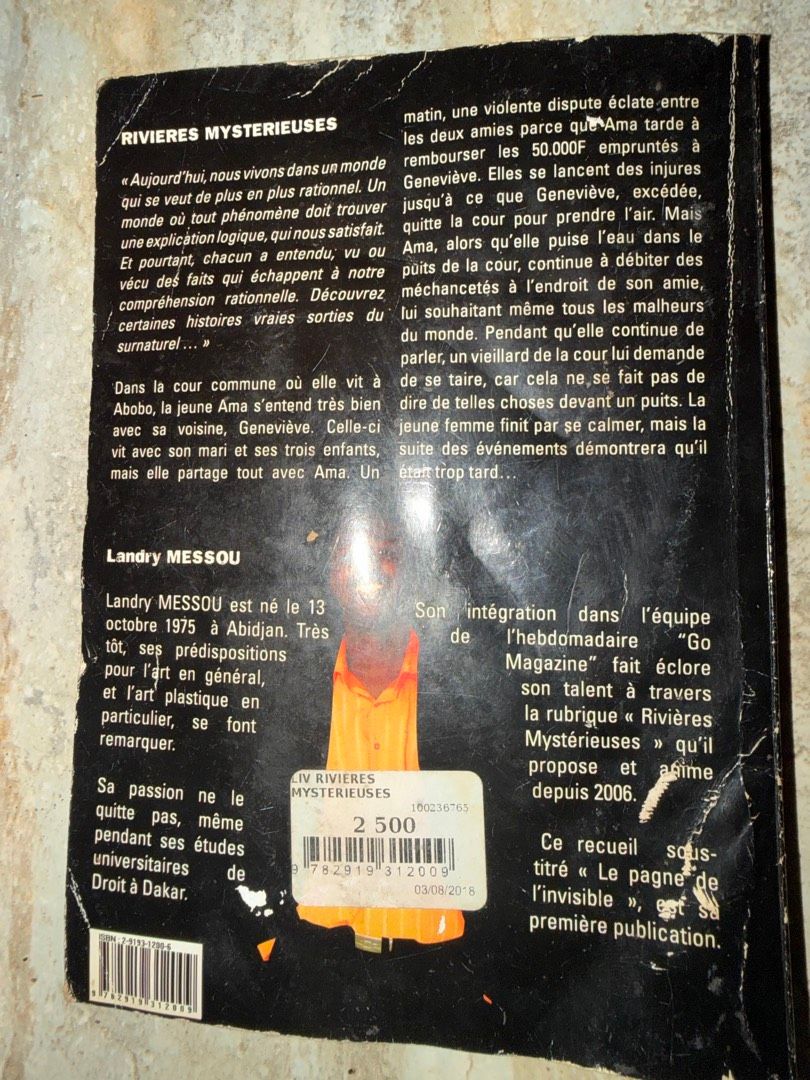 RIVIERES MYSTERIEUSES
« Aujourd'hui, nous vivons dans un monde
qui se veut de plus en plus rationnel. Un
monde où tout phénomène doit trouver
une explication logique, qui nous satisfait.
Et pourtant, chacun a entendu, vu ou
vécu des faits qui échappent à notre
compréhension rationnelle. Découvrez
certaines histoires vraies sorties du
surnaturel... »
Dans la cour commune où elle vit à
Abobo, la jeune Ama s'entend très bien
avec sa voisine, Geneviève. Celle-ci
vit avec son mari et ses trois enfants,
mais elle partage tout avec Ama. Un
matin, une violente dispute éclate entre
les deux amies parce que Ama tarde à
rembourser les 50.000F empruntés à
Geneviève. Elles se lancent des injures
jusqu'à ce que Geneviève, excédée,
quitte la cour pour prendre l'air. Mais
Ama, alors qu'elle puise l'eau dans le
puits de la cour, continue à débiter des
méchancetés à l'endroit de son amie,
lui souhaitant même tous les malheurs
du monde. Pendant qu'elle continue de
parler, un vieillard de la cour lui demande
de se taire, car cela ne se fait pas de
dire de telles choses devant un puits. La
jeune femme finit par se calmer, mais la
suite des événements démontrera qu'il
était trop tard...
Landry MESSOU
Landry MESSOU est né le 13
octobre 1975 à Abidjan. Très
tôt, ses prédispositions
pour l'art en général,
et l'art plastique en
particulier, se font
remarquer.
Sa passion ne le
quitte pas, même
pendant ses études
universitaires de
Droit à Dakar.
Son intégration dans l'équipe
de l'hebdomadaire "Go
Magazine" fait éclore
son talent à travers
la rubrique « Rivières
Mystérieuses » qu'il
propose et anime
depuis 2006.
Ce recueil sous-
titré « Le pagne de
l'invisible », est sa
première publication.
LIV RIVIERES
MYSTERIEUSES
100236765
2 500
9 782919 312009
03/08/2018
ISBN 2-9193-1200-6
9 782919 312009